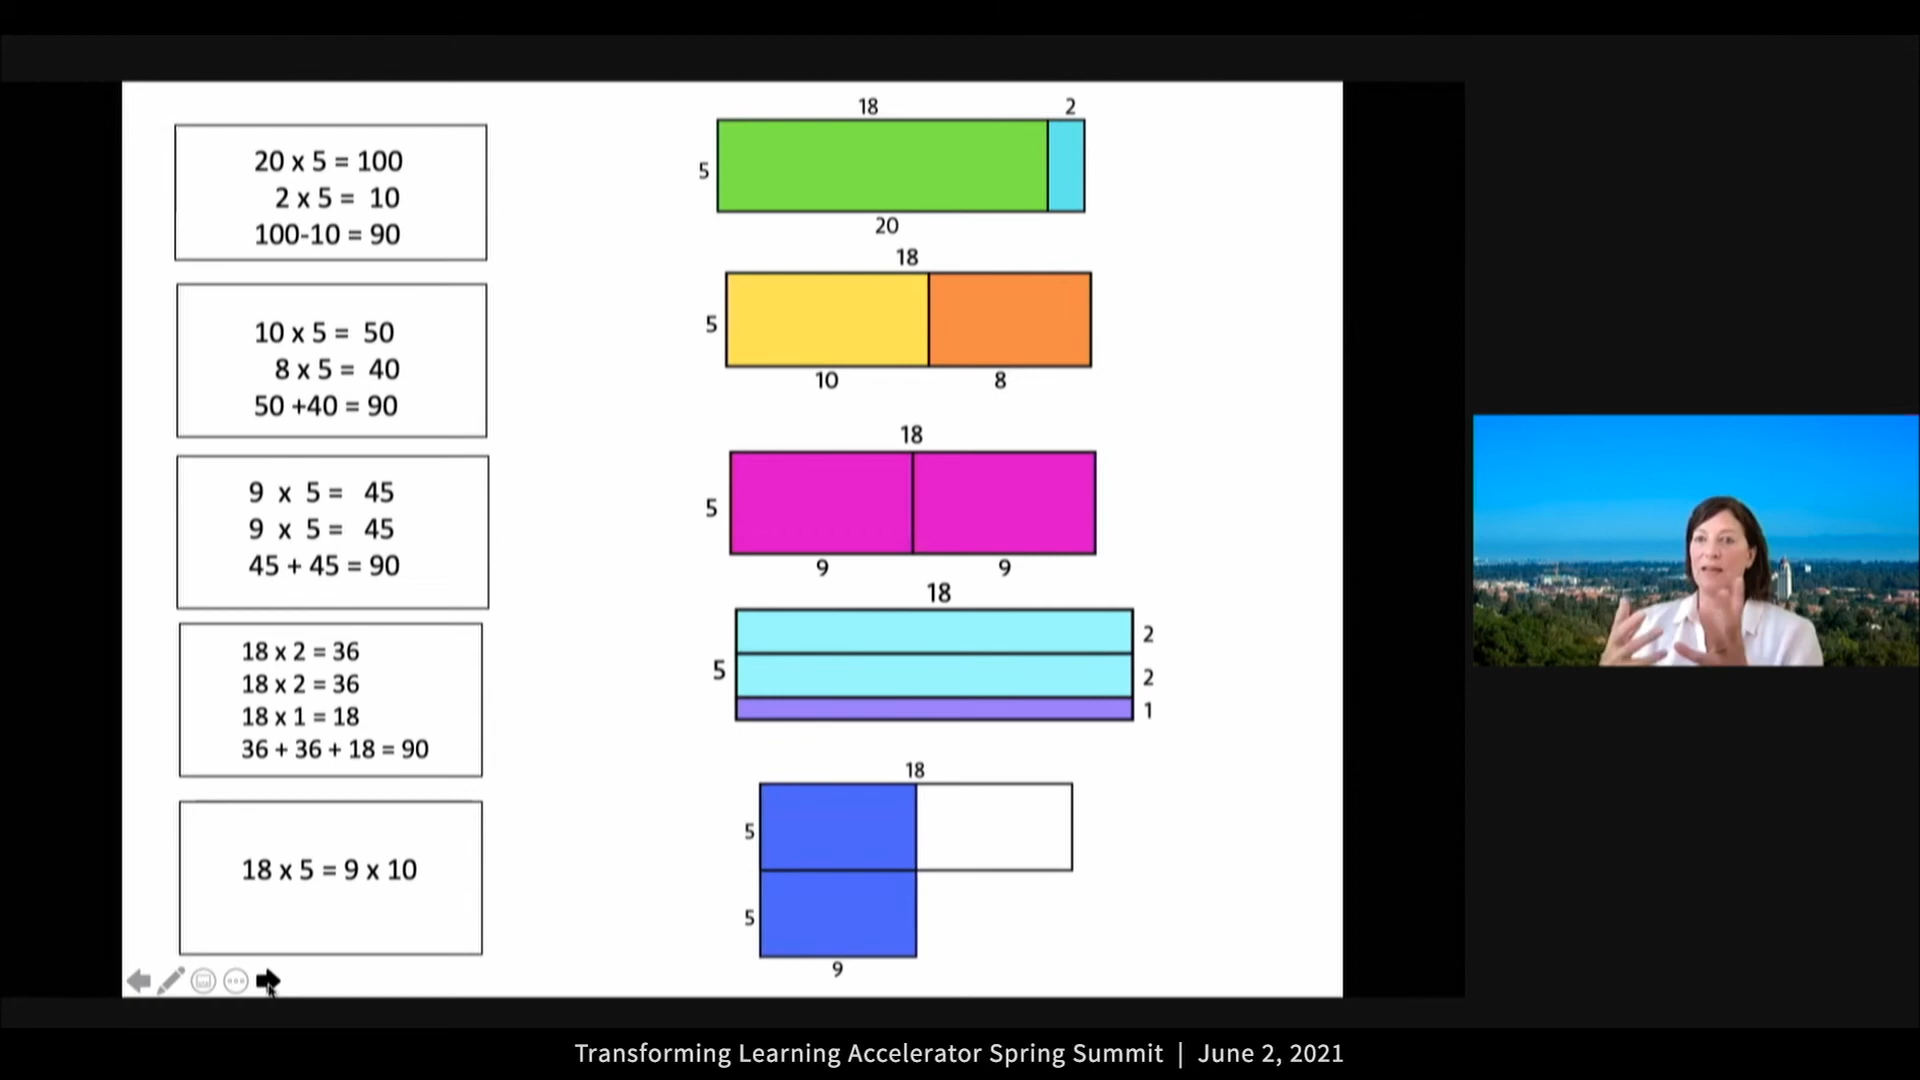 20 x 5 = 100
2 x 5 = 10
100-10 = 90
18 2
5
20
10 x 5 = 50
8 x 5 = 40
50 +40 = 90
18
5
10 8
9 x 5 = 45
9 x 5 = 45
45 + 45 = 90
18
5
9 9
18 x 2 = 36
18 x 2 = 36
18 x 1 = 18
36 + 36 + 18 = 90
18
2
5
2
1
18 x 5 = 9 x 10
18
5
5
9
Transforming Learning Accelerator Spring Summit | June 2, 2021